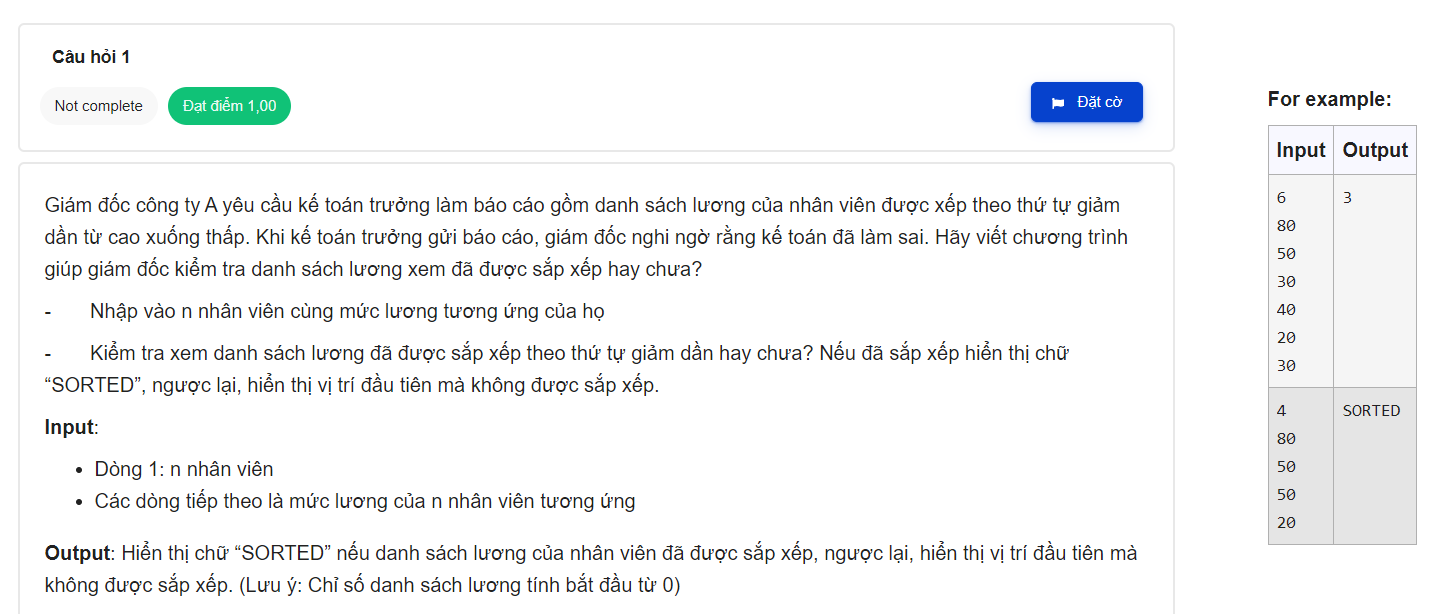 Câu hỏi 1
Not complete
Đạt điểm 1,00
Đặt cờ
Giám đốc công ty A yêu cầu kế toán trưởng làm báo cáo gồm danh sách lương của nhân viên được xếp theo thứ tự giảm
dần từ cao xuống thấp. Khi kế toán trưởng gửi báo cáo, giám đốc nghi ngờ rằng kế toán đã làm sai. Hãy viết chương trình
giúp giám đốc kiểm tra danh sách lương xem đã được sắp xếp hay chưa?
- Nhập vào n nhân viên cùng mức lương tương ứng của họ
- Kiểm tra xem danh sách lương đã được sắp xếp theo thứ tự giảm dần hay chưa? Nếu đã sắp xếp hiển thị chữ
“SORTED”, ngược lại, hiển thị vị trí đầu tiên mà không được sắp xếp.
Input:
• Dòng 1: n nhân viên
• Các dòng tiếp theo là mức lương của n nhân viên tương ứng
Output: Hiển thị chữ “SORTED” nếu danh sách lương của nhân viên đã được sắp xếp, ngược lại, hiển thị vị trí đầu tiên mà
không được sắp xếp. (Lưu ý: Chỉ số danh sách lương tính bắt đầu từ 0)
For example:
Input Output
6 3
80
50
30
40
20
30
4 SORTED
80
50
50
20